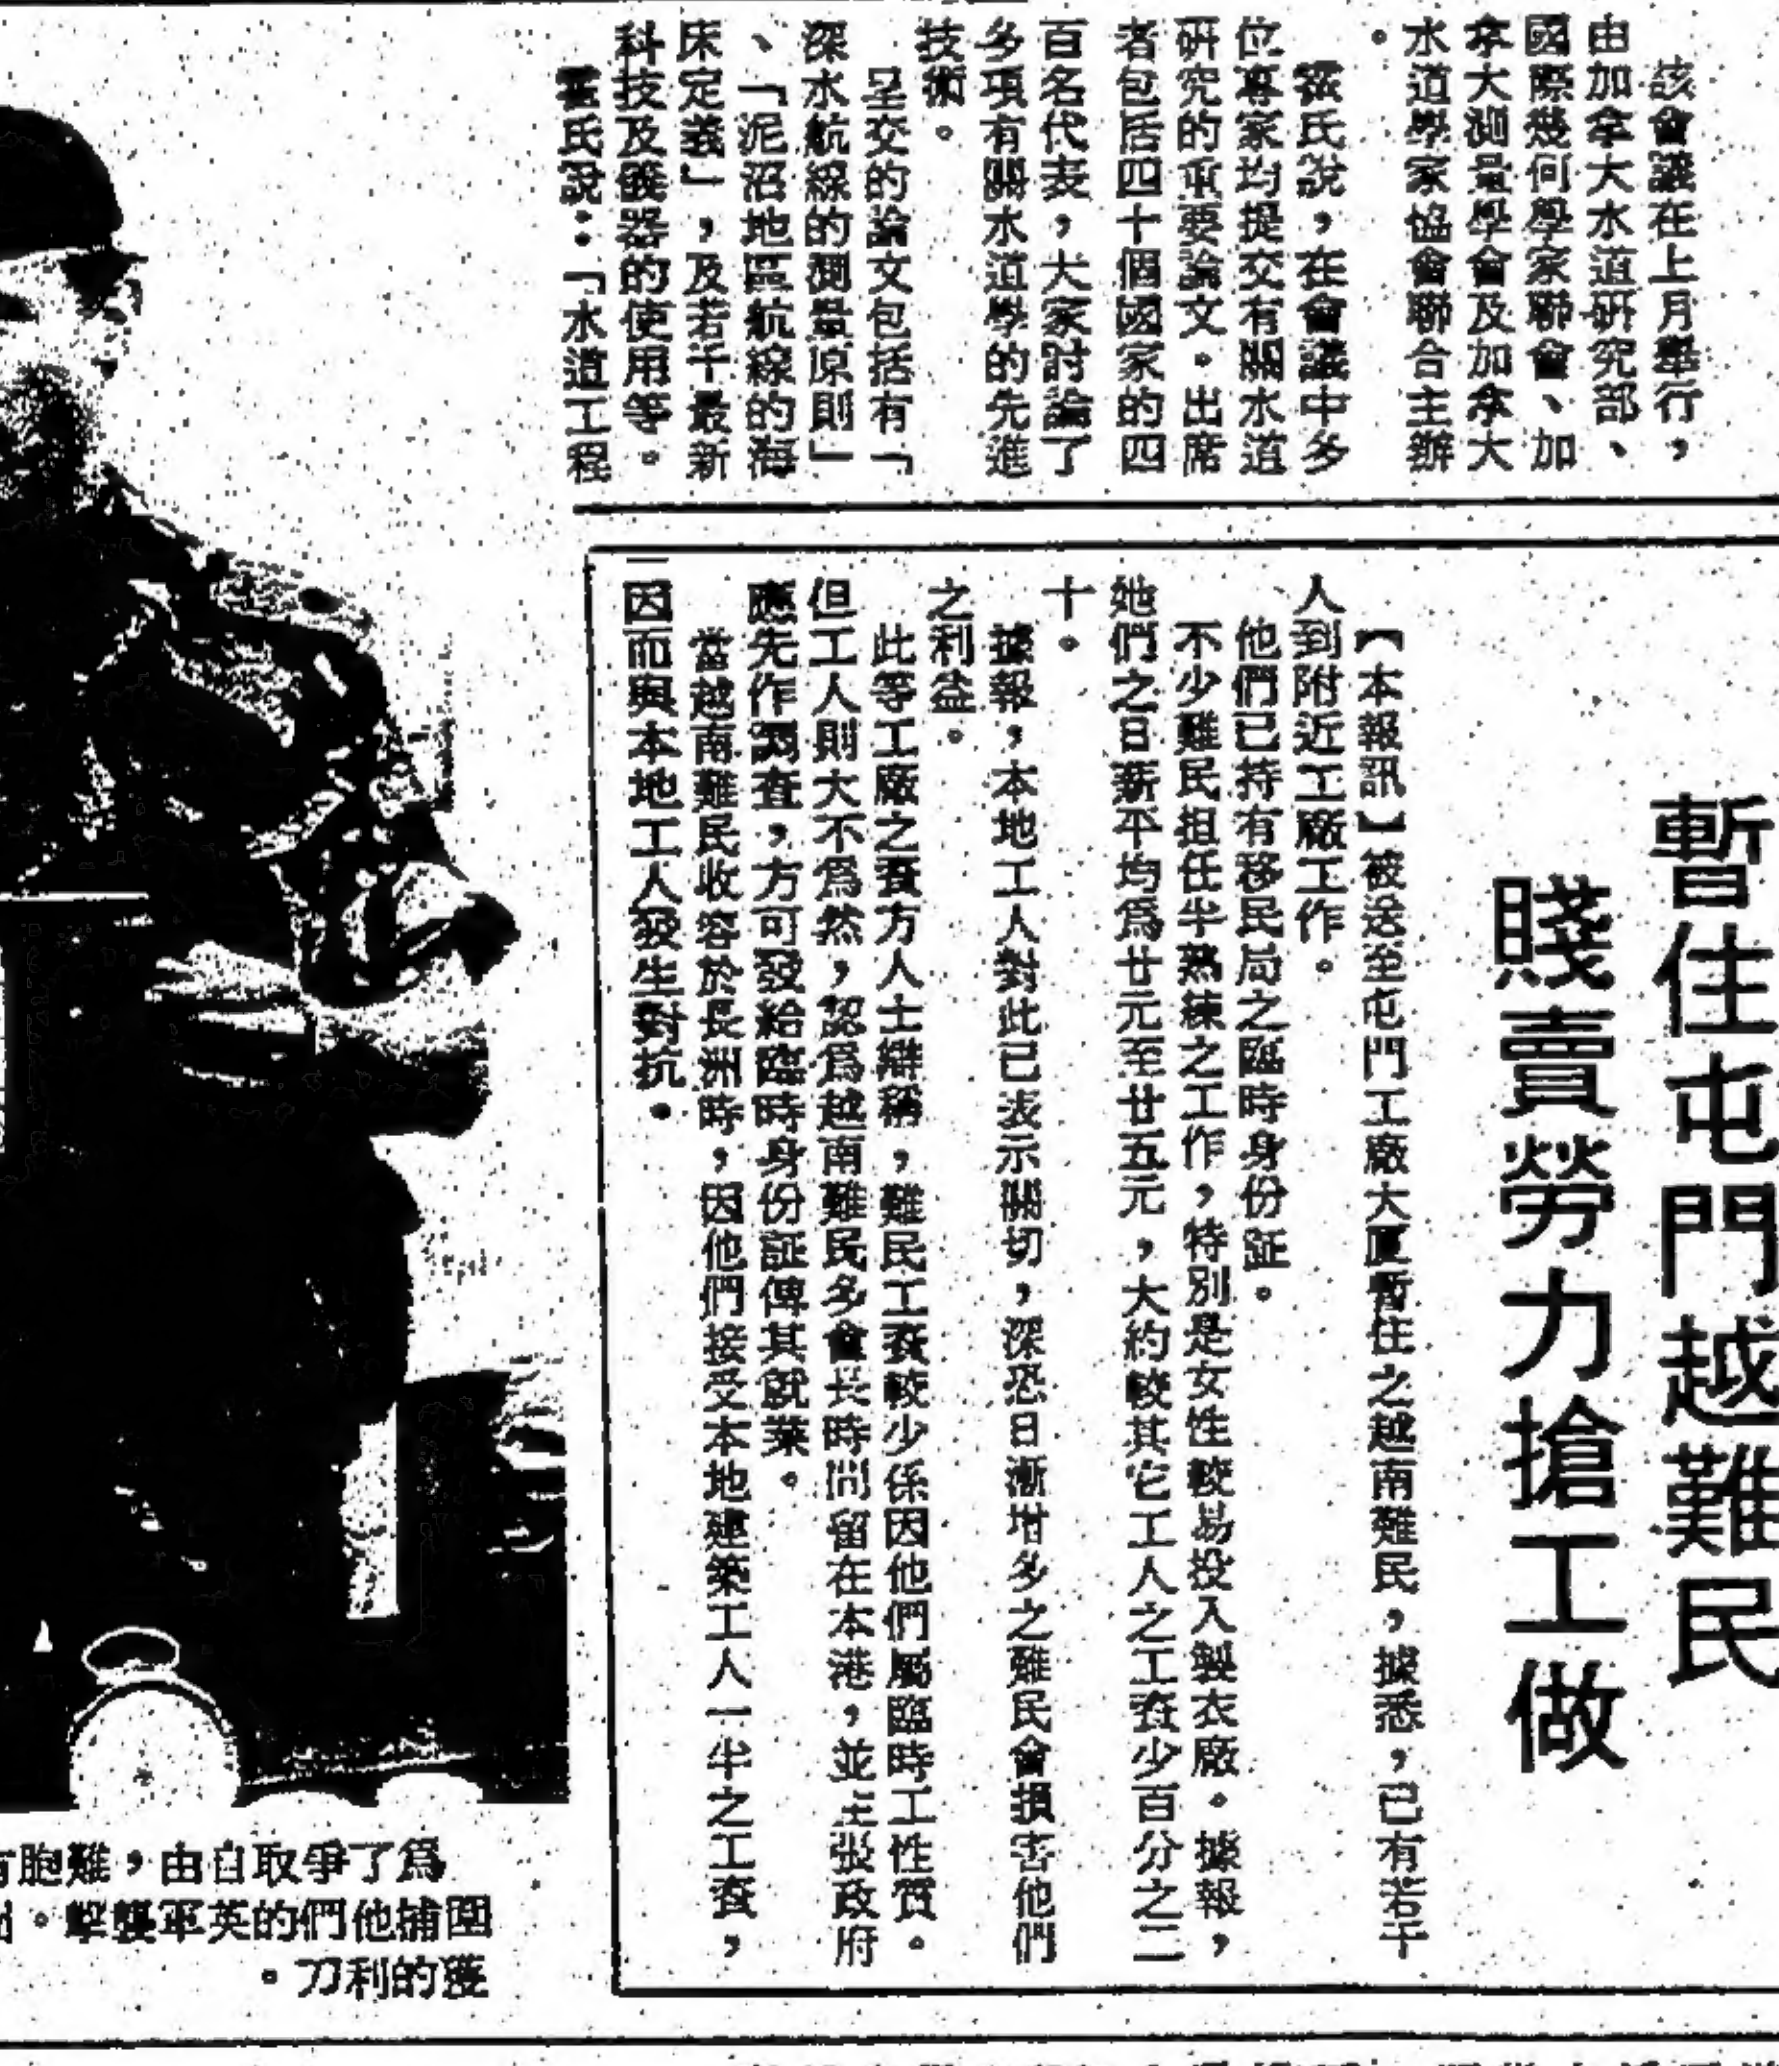 該會議在上月舉行，
由加拿大水道研究部、
國際幾何學家聯會、加
拿大測量學會及加拿大
水道學家協會聯合主辦
。
霍氏說，在會議中多
位專家均提交有關水道
研究的重要論文。出席
者包括四十個國家的四
百名代表，大家討論了
多項有關水道學的先進
技術。
呈交的論文包括有「
深水航線的測量原則」
、「泥沼地區航線的海
床定義」，及若干最新
科技及儀器的使用等。
霍氏說：「水道工程
暫住屯門越難民
賤賣勞力搶工做
【本報訊】被送至屯門工廠大厦暫住之越南難民，據悉，己有若干
人到附近工廠工作。
他們已持有移民局之臨時身份証。
不少難民担任半熟練之工作，特別是女性較易投入製衣廠。據報，
她們之日薪平均為廿元至廿五元，大約較其它工人之工資少百分之二
十。
據報，本地工人對此已表示關切，深恐日漸增多之難民會損害他們
之利益。
此等工廠之資方人士辯稱，難民工資較少係因他們屬臨時工性質。
但工人則大不為然，認為越南難民多會長時間留在本港，並主張政府
應先作調查，方可發給臨時身份証俾其就業。
當越南難民收容於長洲時，因他們接受本地建築工人一半之工資，
因而與本地工人發生對抗。
為了爭取自由，難胞有
圍捕他們的英軍襲擊。
獲的利刀。